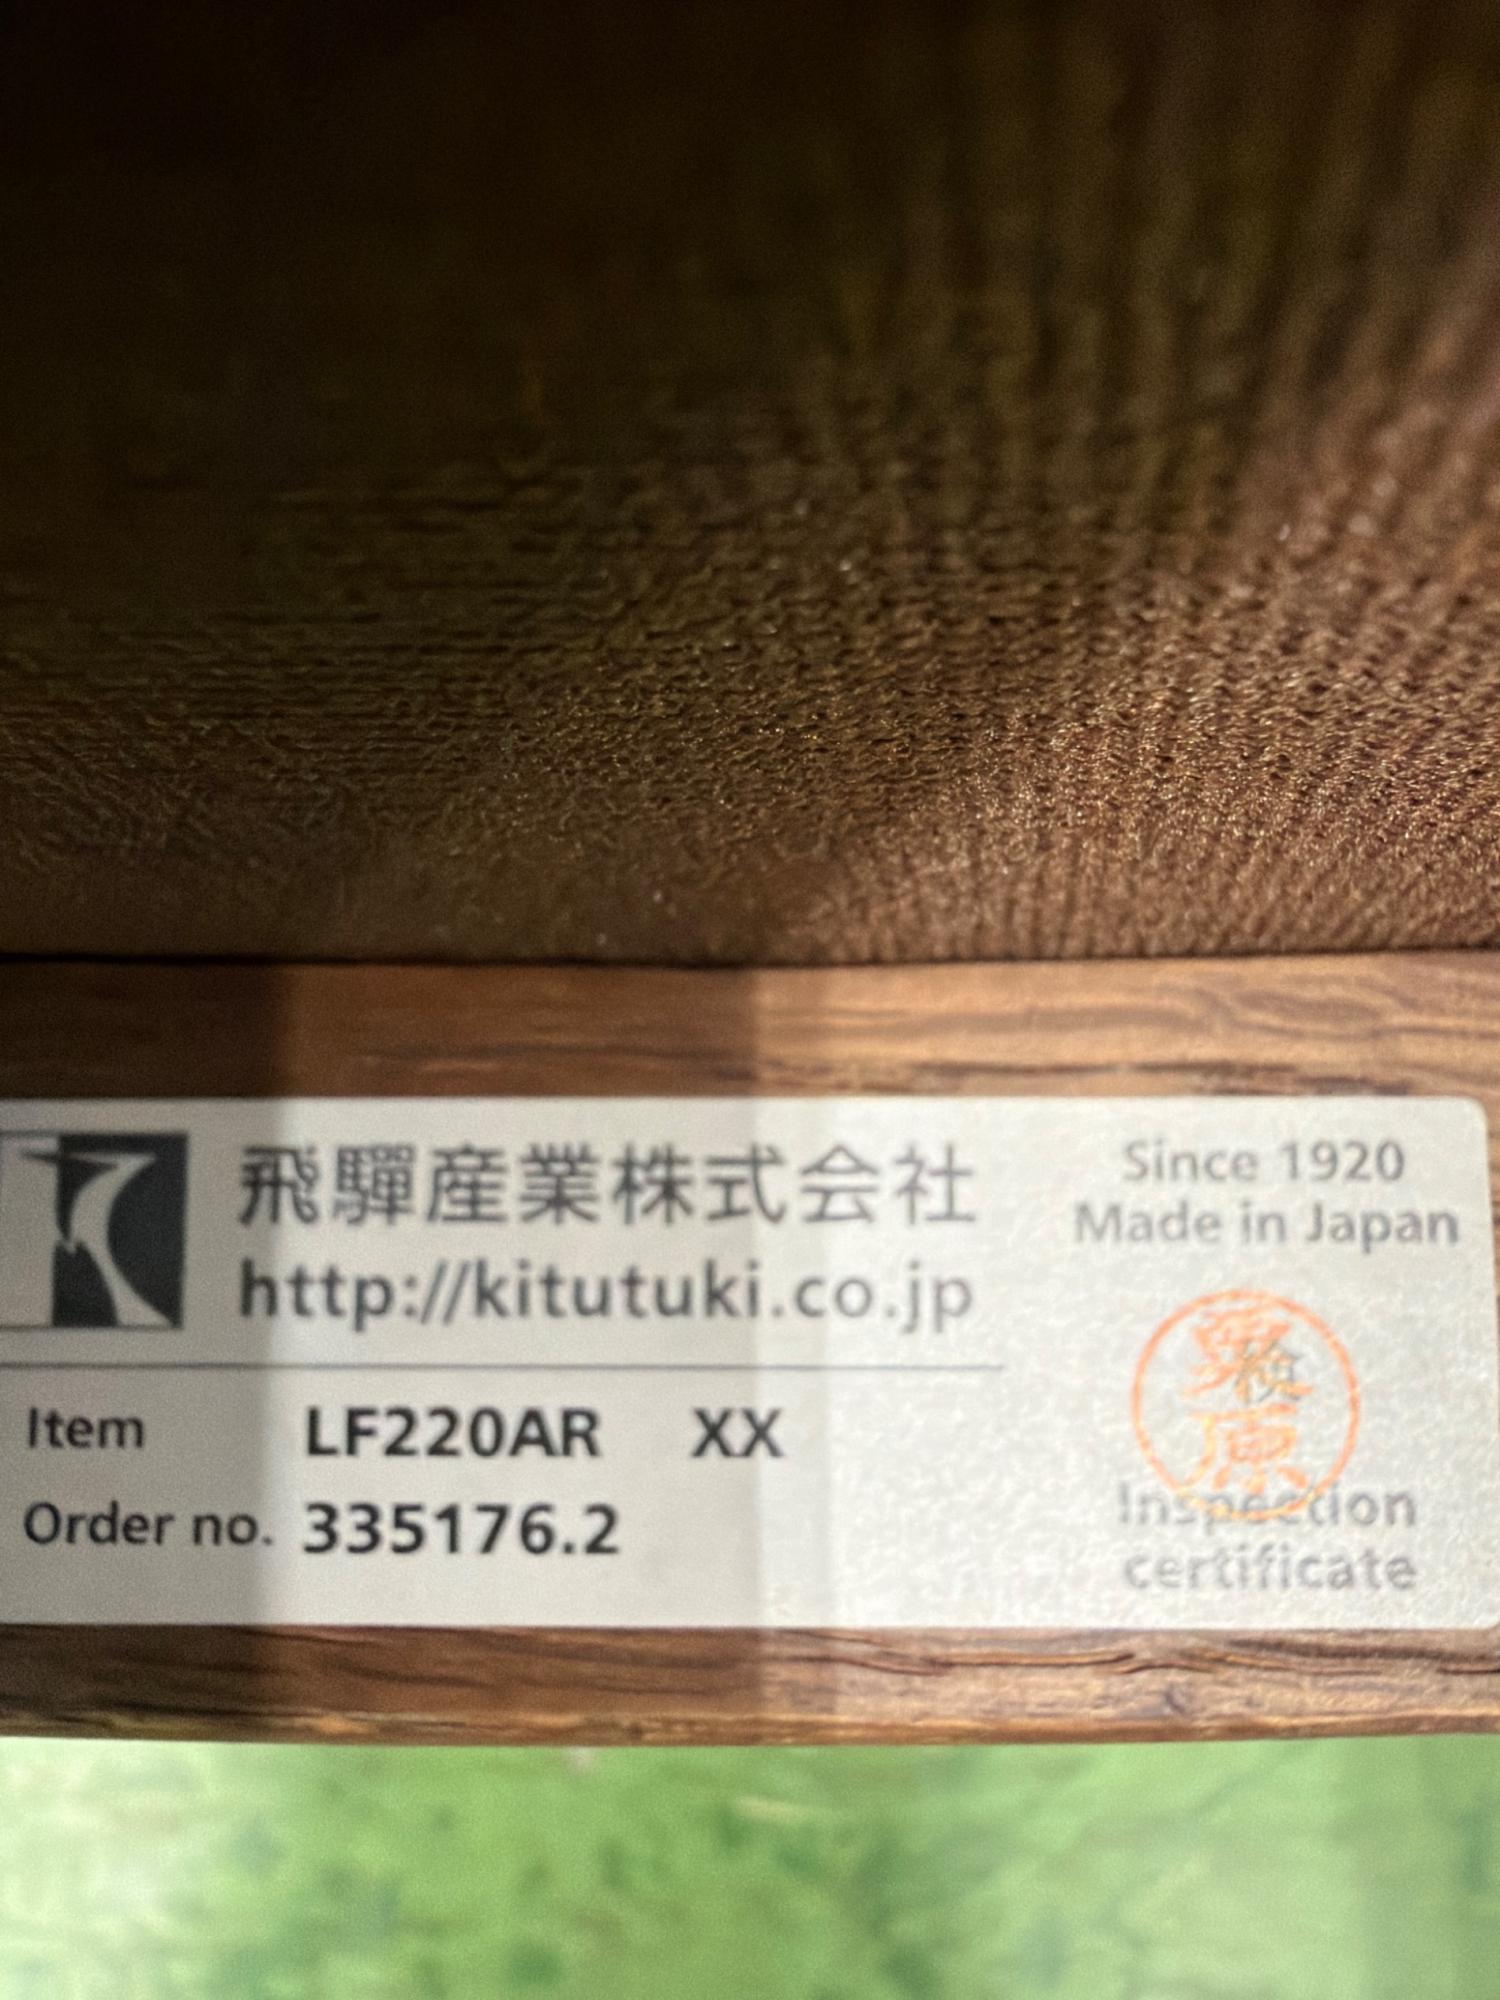 飛驒産業株式会社
http://kitutuki.co.jp
Item LF220AR XX
Order no. 335176.2
Since 1920
Made in Japan
検
Inspection
certificate